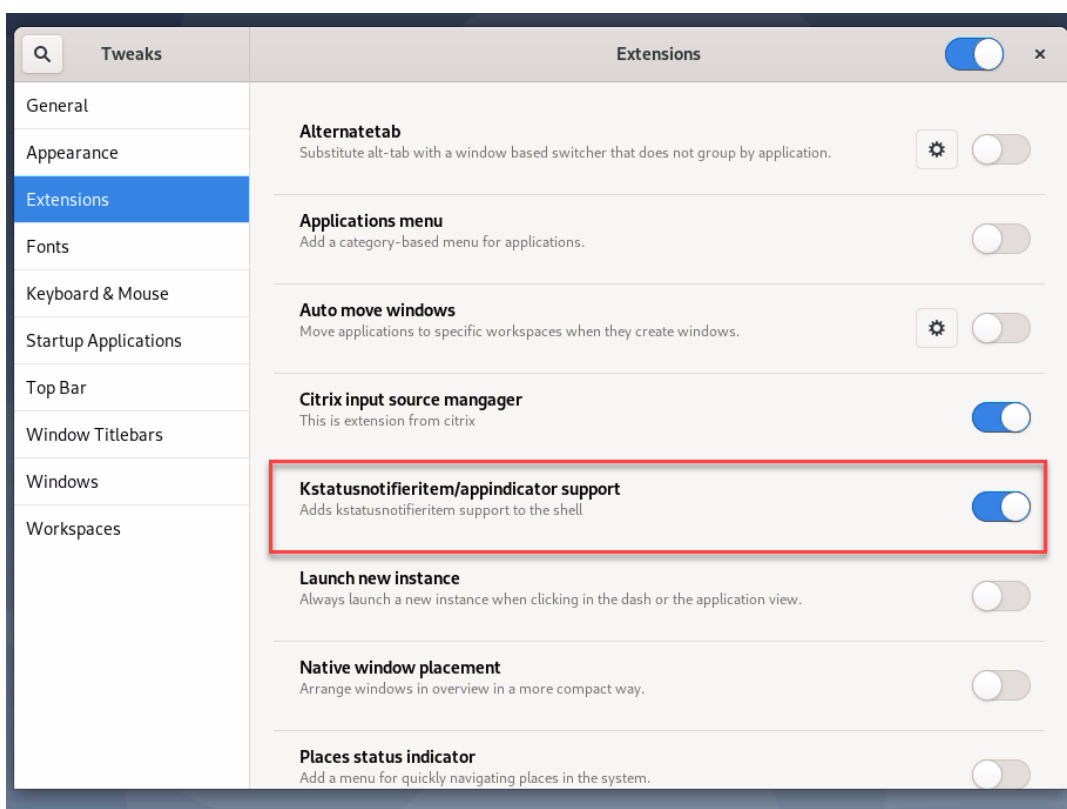 Tweaks
Extensions
General
Appearance
Extensions
Fonts
Keyboard & Mouse
Startup Applications
Top Bar
Window Titlebars
Windows
Workspaces
Alternatetab
Substitute alt-tab with a window based switcher that does not group by application.
Applications menu
Add a category-based menu for applications.
Auto move windows
Move applications to specific workspaces when they create windows.
Citrix input source mangager
This is extension from citrix
Kstatusnotifieritem/appindicator support
Adds kstatusnotifieritem support to the shell
Launch new instance
Always launch a new instance when clicking in the dash or the application view.
Native window placement
Arrange windows in overview in a more compact way.
Places status indicator
Add a menu for quickly navigating places in the system.